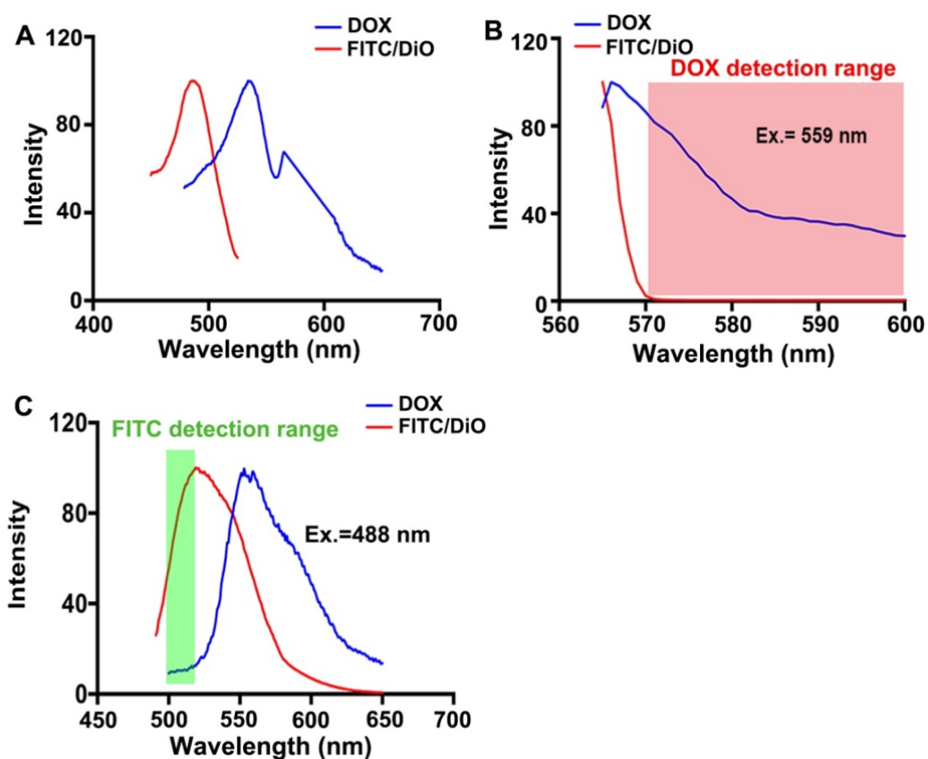 A
DOX
FITC/DiO
120
80
40
0
400
500
600
700
Intensity
Wavelength (nm)
B
DOX
FITC/DiO
DOX detection range
Ex.= 559 nm
120
80
40
0
560
570
580
590
600
Intensity
Wavelength (nm)
C
DOX
FITC/DiO
FITC detection range
Ex.=488 nm
120
80
40
0
450
500
550
600
650
700
Intensity
Wavelength (nm)